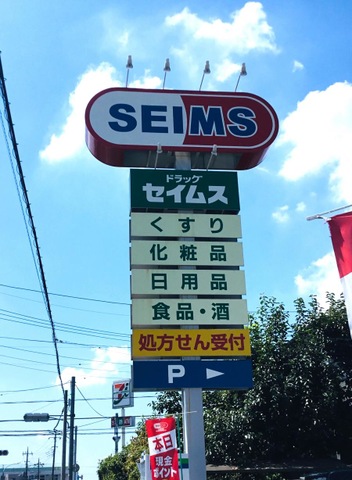 SEIMS
ドラッグ
セイムス
くすり
化粧品
日用品
食品・酒
処方せん受付
P
本日
現金
ポイント